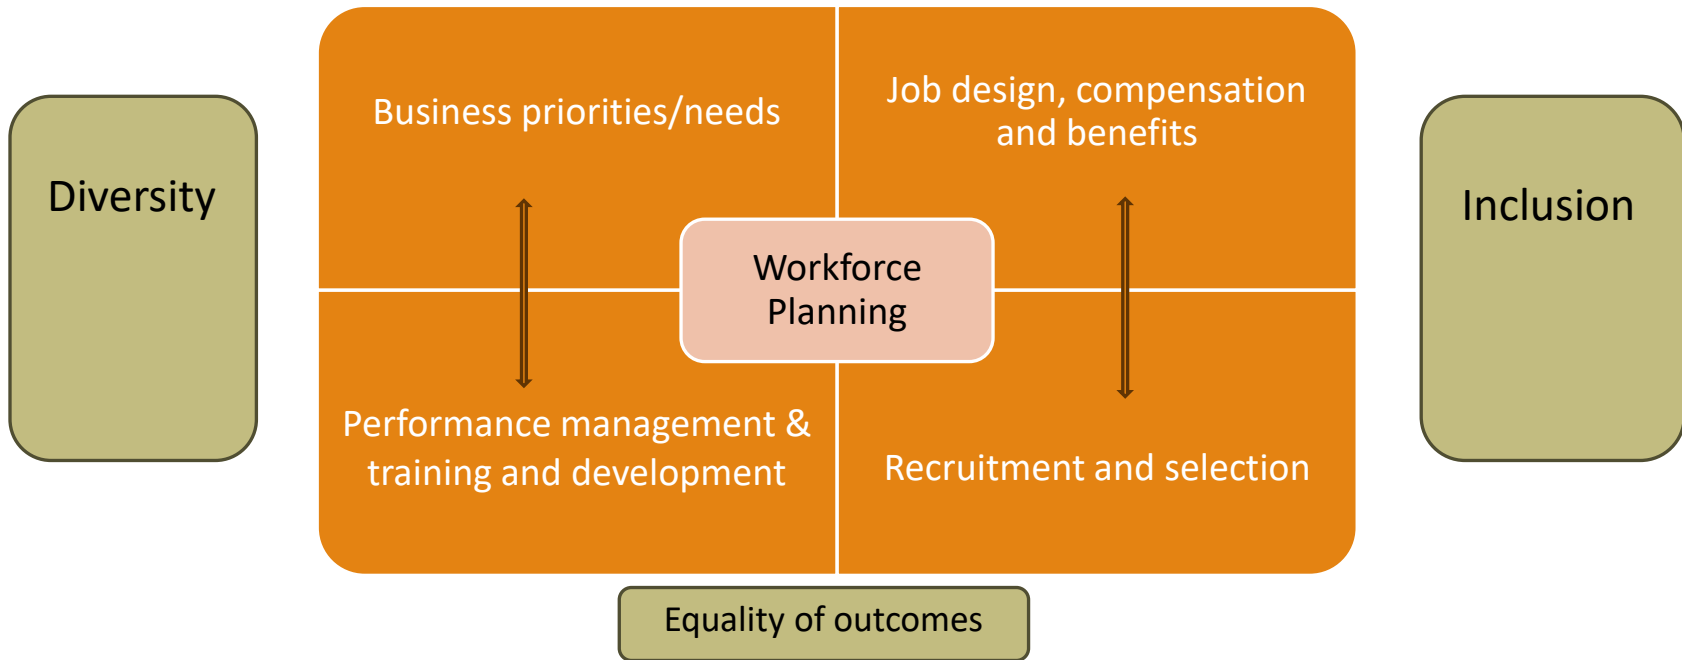 Diversity
Business priorities/needs
Job design, compensation
and benefits
Inclusion
Workforce
Planning
Performance management &
training and development
Recruitment and selection
Equality of outcomes